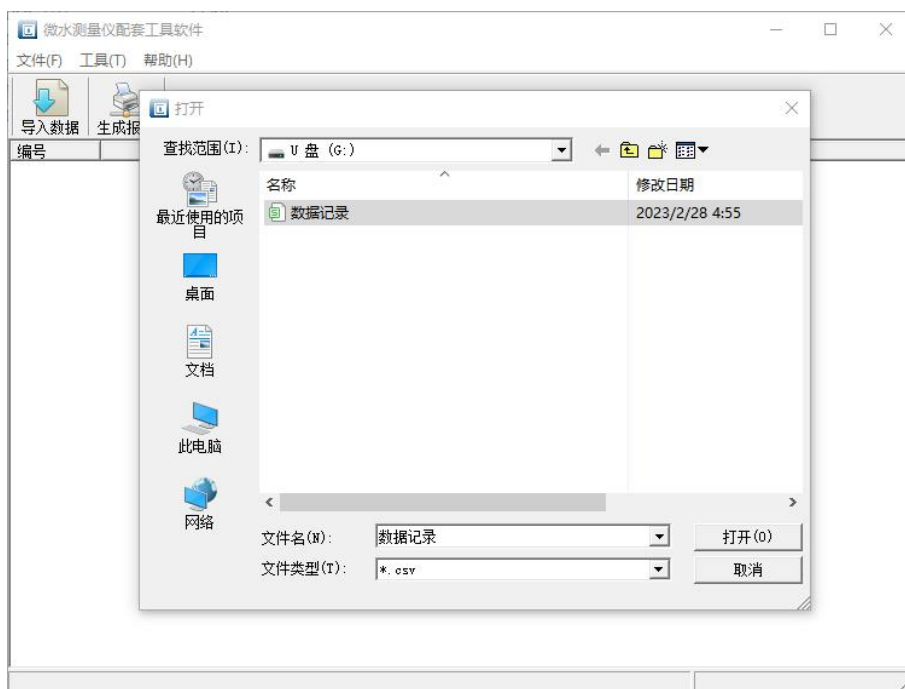 微水测量仪配套工具软件
文件(F) 工具(T) 帮助(H)
导入数据 生成报
编号
打开
查找范围(I): U 盘 (G:)
名称 修改日期
数据记录 2023/2/28 4:55
最近使用的项
目
桌面
文档
此电脑
网络
文件名(N): 数据记录 打开(O)
文件类型(T): *.csv 取消